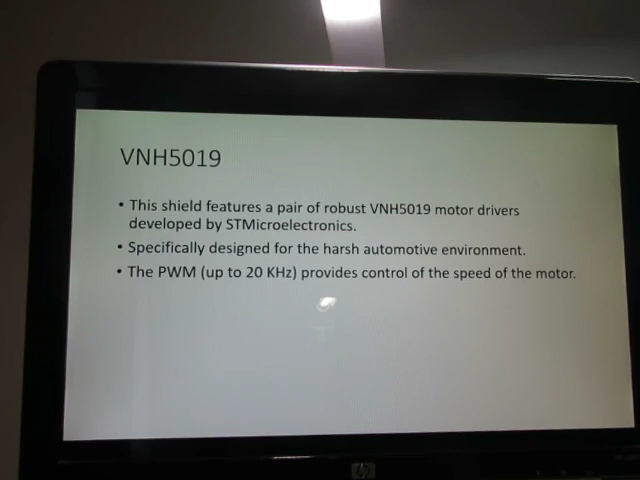 VNH5019
• This shield features a pair of robust VNH5019 motor drivers
developed by STMicroelectronics.
• Specifically designed for the harsh automotive environment.
• The PWM (up to 20 KHz) provides control of the speed of the motor.
hp